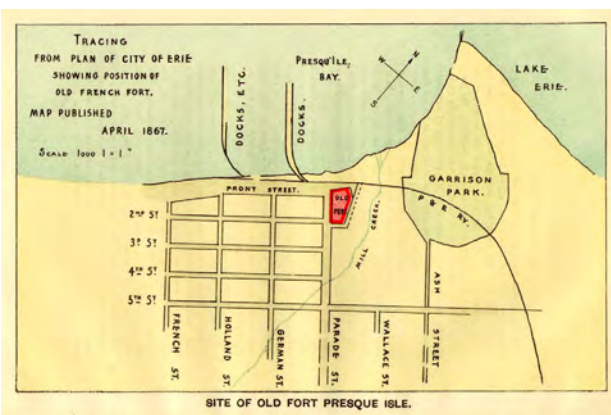 TRACING
FROM PLAN OF CITY OF ERIE
SHOWING POSITION OF
OLD FRENCH FORT.
MAP PUBLISHED
APRIL 1867.
SCALE 1000 1 = 1"
DOCKS, ETC.
DOCKS.
PRESQU'ILE,
BAY.
N
W
E
S
LAKE
ERIE.
GARRISON
PARK.
P & E RY.
FRONT STREET.
OLD
FORT
MILL CREEK.
2ND ST
3D ST
4TH ST
5TH ST
FRENCH ST.
HOLLAND ST.
GERMAN ST.
PARADE ST.
WALLACE ST.
ASH STREET
SITE OF OLD FORT PRESQUE ISLE.